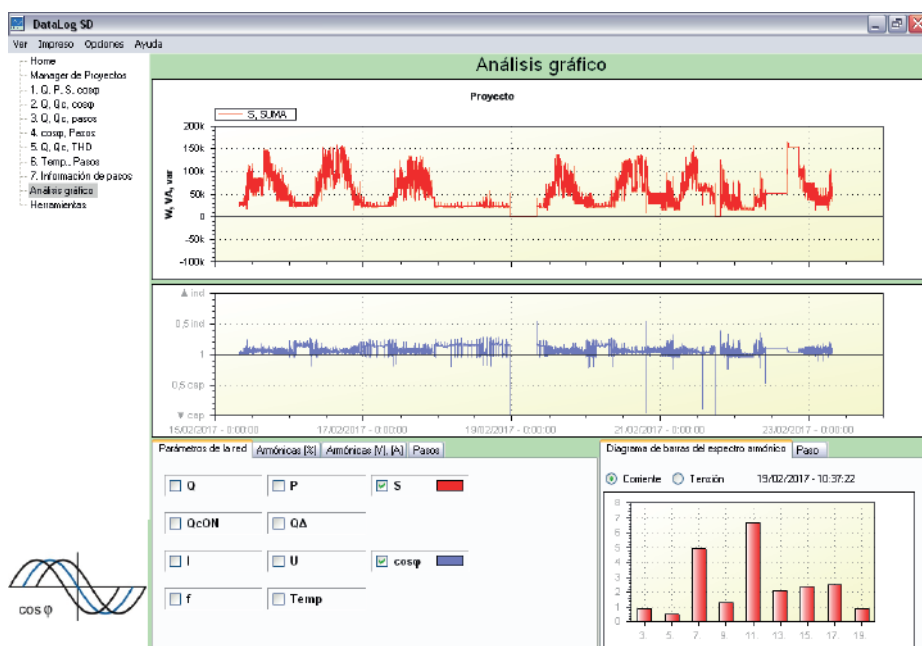 DataLog SD
Ver Impreso Opciones Ayuda
Home
Manager de Proyectos
1. Q, P, S, cosφ
2. Q, Qc, cosφ
3. Q, Qc, pasos
4. cosφ, Pasos
5. Q, Qc, THD
6. Temp., Pasos
7. Información de pasos
Análisis gráfico
Herramientas
Análisis gráfico
Proyecto
S, SUMA
W, VA, var
200k
150k
100k
50k
0
-50k
-100k
▲ ind
0,5 ind
1
0,5 cap
▼ cap
15/02/2017 - 0:00:00 17/02/2017 - 0:00:00 19/02/2017 - 0:00:00 21/02/2017 - 0:00:00 23/02/2017 - 0:00:00
Parámetros de la red Armónicas [%] Armónicas [V], [A] Pasos
Q P S
QcON QΔ
I U cosφ
f Temp
Diagrama de barras del espectro armónico Paso
Corriente Tensión 19/02/2017 - 10:37:22
8
7
6
5
4
3
2
1
0
3. 5. 7. 9. 11. 13. 15. 17. 19.
cos φ